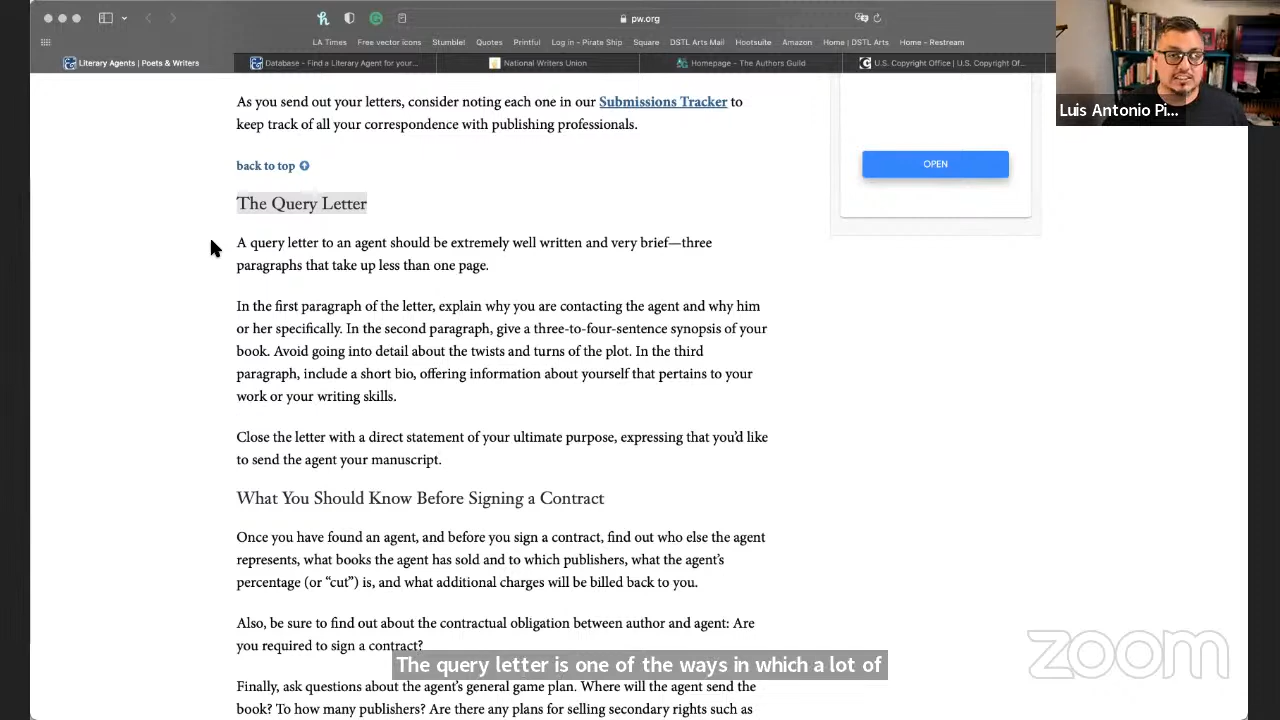 pw.org
LA Times Free vector icons Stumble! Quotes Printful Log in – Pirate Ship Square DSTL Arts Mail Hootsuite Amazon Home | DSTL Arts Home – Restream
Literary Agents | Poets & Writers Database - Find a Literary Agent for your... National Writers Union Homepage - The Authors Guild U.S. Copyright Office | U.S. Copyright Of...
Luis Antonio Pi...
As you send out your letters, consider noting each one in our Submissions Tracker to
keep track of all your correspondence with publishing professionals.
OPEN
back to top
The Query Letter
A query letter to an agent should be extremely well written and very brief—three
paragraphs that take up less than one page.
In the first paragraph of the letter, explain why you are contacting the agent and why him
or her specifically. In the second paragraph, give a three-to-four-sentence synopsis of your
book. Avoid going into detail about the twists and turns of the plot. In the third
paragraph, include a short bio, offering information about yourself that pertains to your
work or your writing skills.
Close the letter with a direct statement of your ultimate purpose, expressing that you’d like
to send the agent your manuscript.
What You Should Know Before Signing a Contract
Once you have found an agent, and before you sign a contract, find out who else the agent
represents, what books the agent has sold and to which publishers, what the agent’s
percentage (or “cut”) is, and what additional charges will be billed back to you.
Also, be sure to find out about the contractual obligation between author and agent: Are
you required to sign a contract?
The query letter is one of the ways in which a lot of
zoom
Finally, ask questions about the agent’s general game plan. Where will the agent send the
book? To how many publishers? Are there any plans for selling secondary rights such as